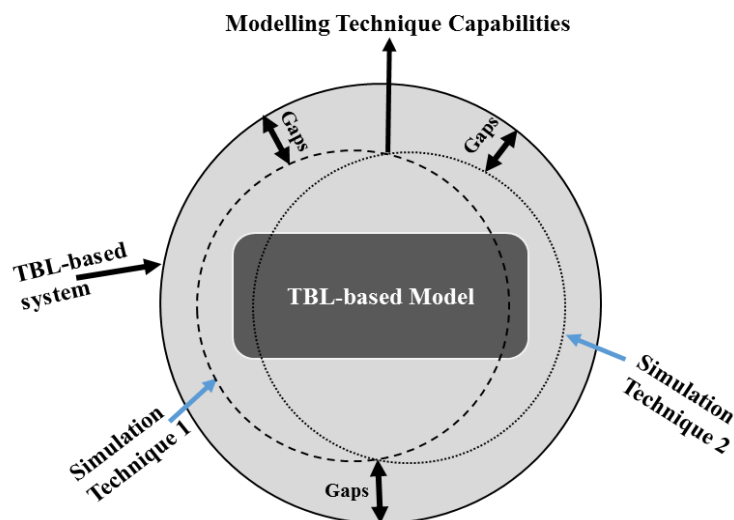 Modelling Technique Capabilities
Gaps
Gaps
TBL-based
system
TBL-based Model
Simulation
Technique 1
Simulation
Technique 2
Gaps